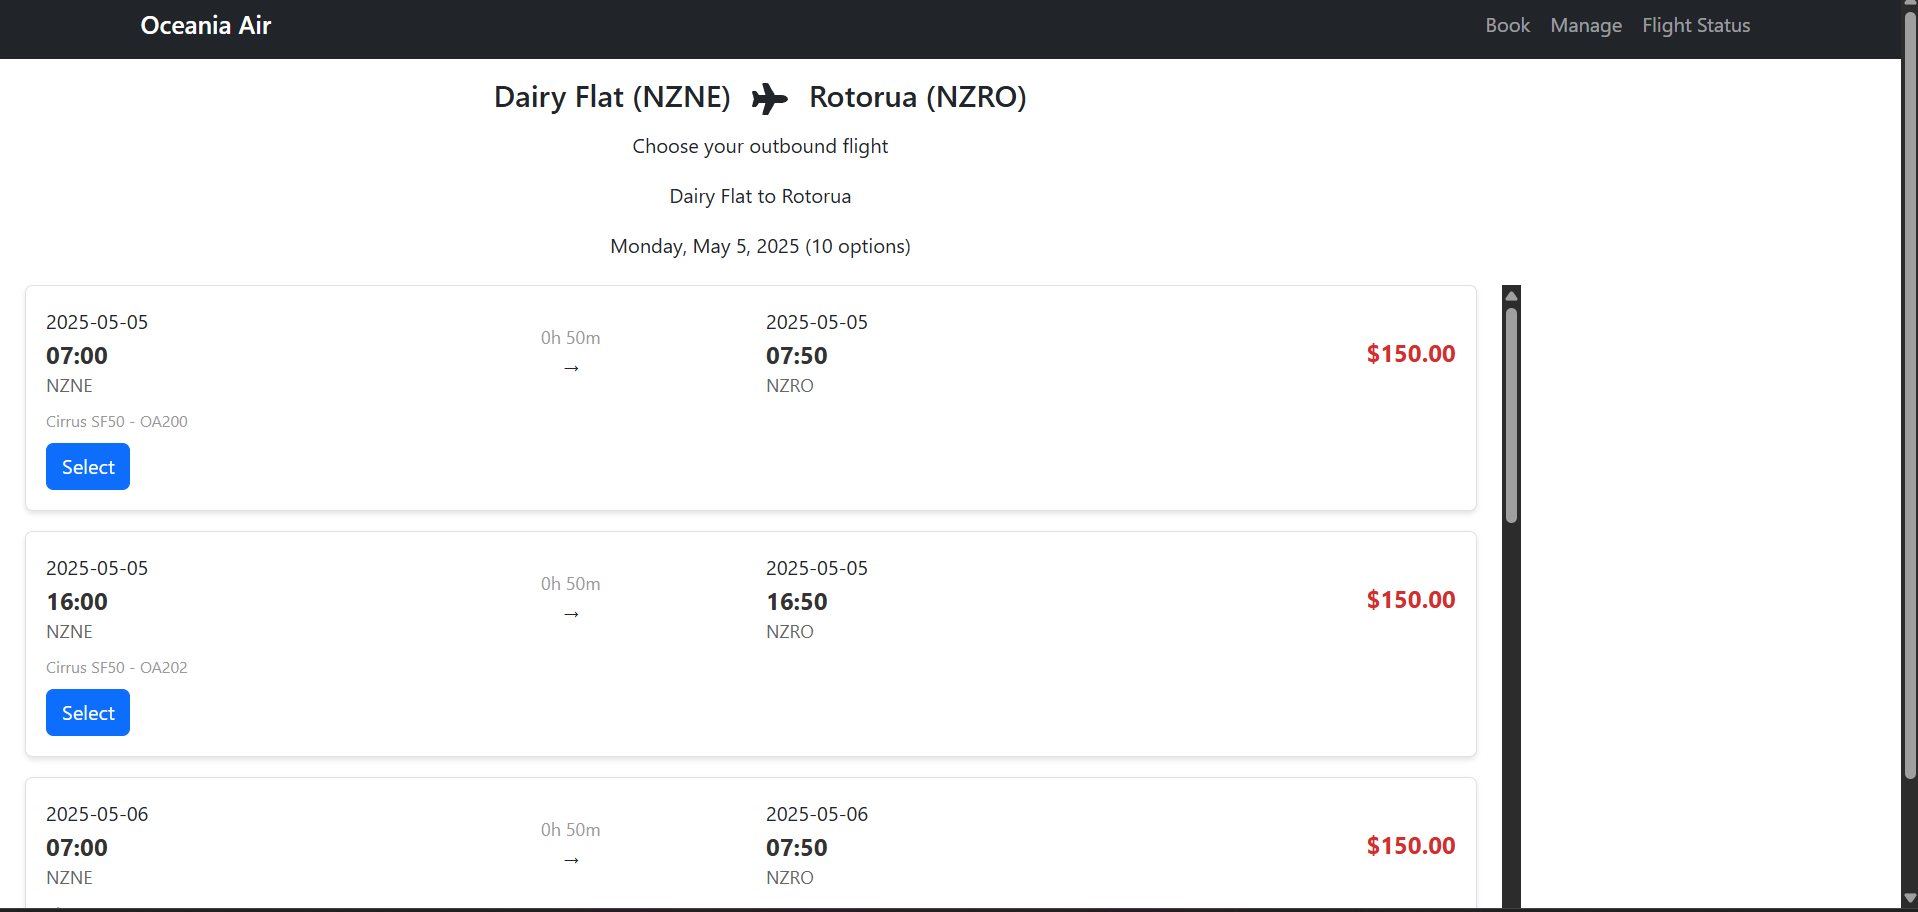 Oceania Air
Book Manage Flight Status
Dairy Flat (NZNE) Rotorua (NZRO)
Choose your outbound flight
Dairy Flat to Rotorua
Monday, May 5, 2025 (10 options)
2025-05-05
07:00
NZNE
0h 50m
→
2025-05-05
07:50
NZRO
$150.00
Cirrus SF50 - OA200
Select
2025-05-05
16:00
NZNE
0h 50m
→
2025-05-05
16:50
NZRO
$150.00
Cirrus SF50 - OA202
Select
2025-05-06
07:00
NZNE
0h 50m
→
2025-05-06
07:50
NZRO
$150.00